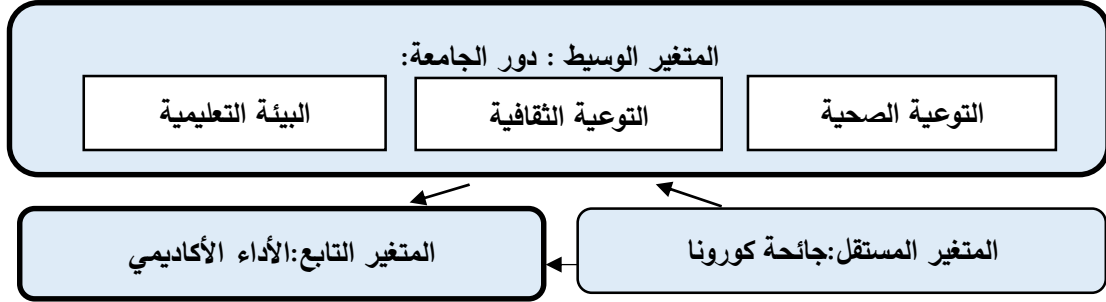 المتغير الوسيط : دور الجامعة:
التوعية الصحية
التوعية الثقافية
البيئة التعليمية
المتغير المستقل:جائحة كورونا
المتغير التابع:الأداء الأكاديمي